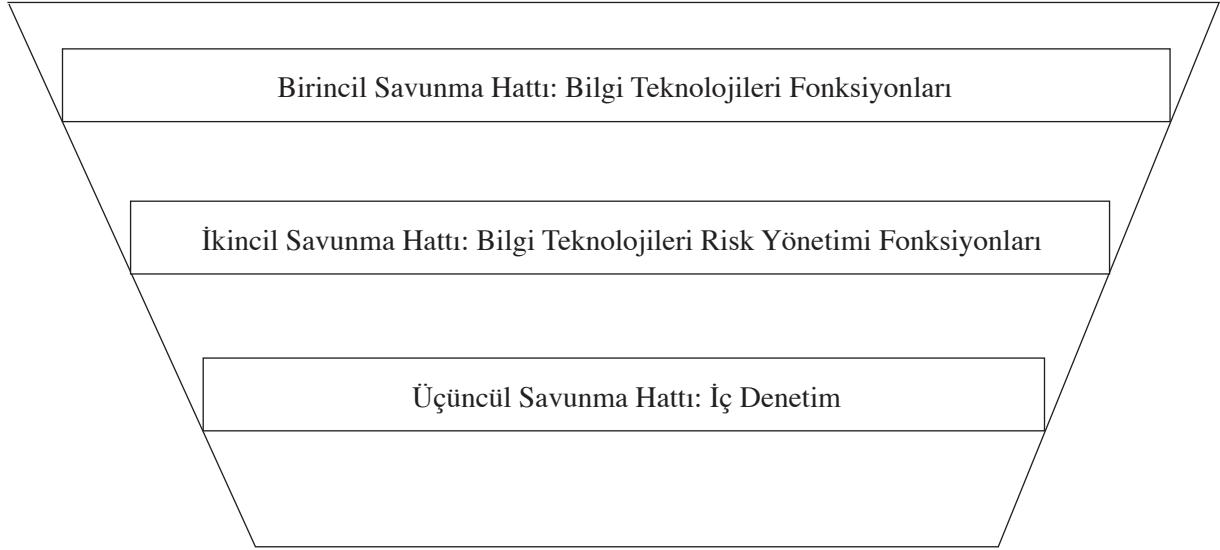 Birincil Savunma Hattı: Bilgi Teknolojileri Fonksiyonları
İkincil Savunma Hattı: Bilgi Teknolojileri Risk Yönetimi Fonksiyonları
Üçüncül Savunma Hattı: İç Denetim